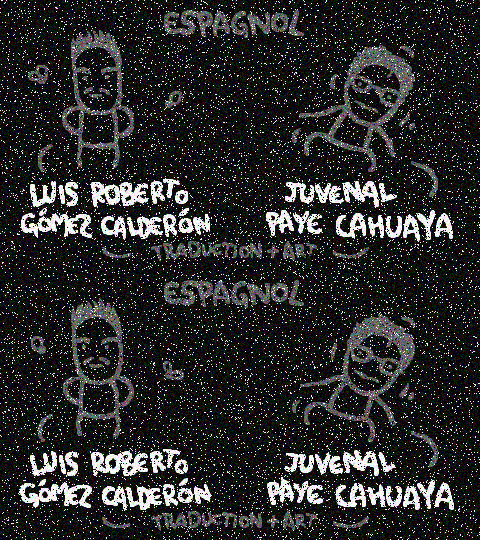 ESPAGNOL
LUIS ROBERTO
GÓMEZ CALDERÓN
JUVENAL
PAYE CAHUAYA
TRADUCTION + ART
ESPAGNOL
LUIS ROBERTO
GÓMEZ CALDERÓN
JUVENAL
PAYE CAHUAYA
TRADUCTION + ART